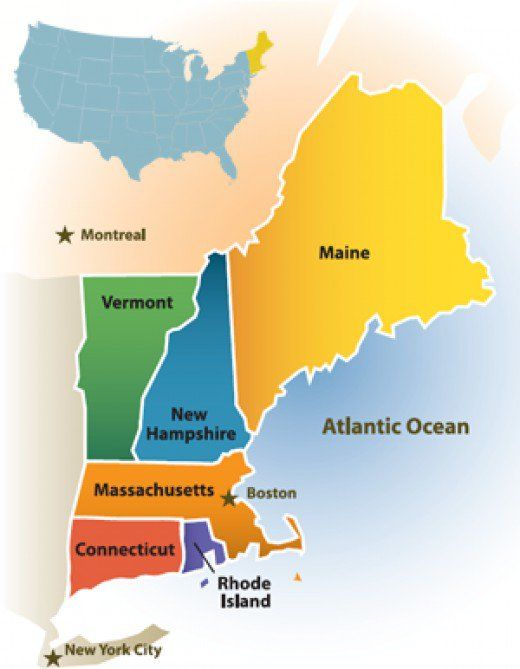 Montreal
Maine
Vermont
New
Hampshire
Atlantic Ocean
Massachusetts
Boston
Connecticut
Rhode
Island
New York City